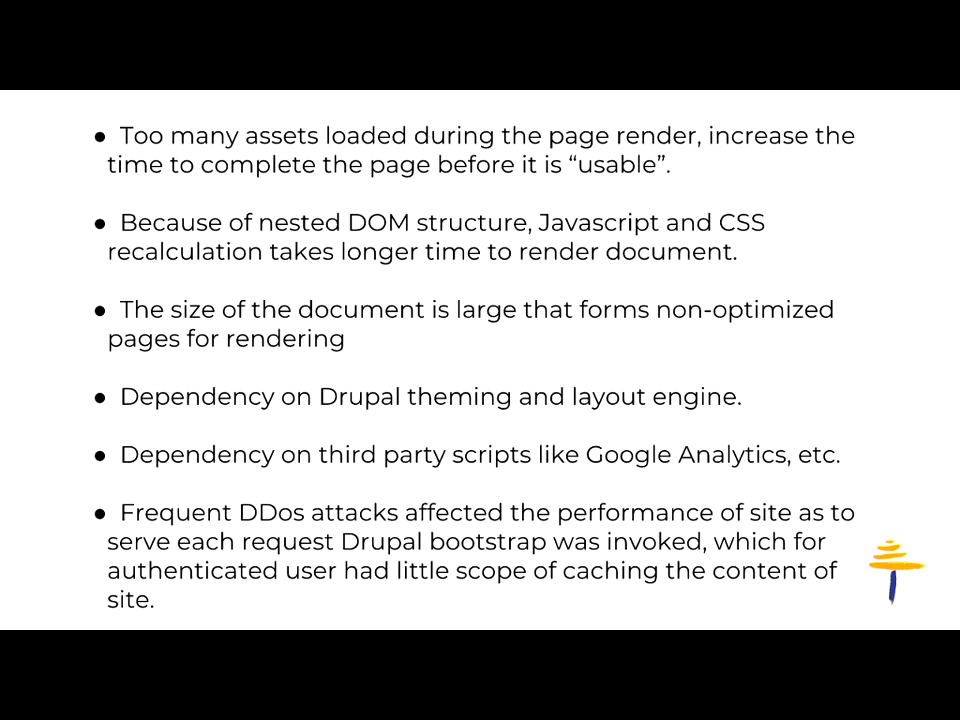 ● Too many assets loaded during the page render, increase the
time to complete the page before it is “usable”.
● Because of nested DOM structure, Javascript and CSS
recalculation takes longer time to render document.
● The size of the document is large that forms non-optimized
pages for rendering
● Dependency on Drupal theming and layout engine.
● Dependency on third party scripts like Google Analytics, etc.
● Frequent DDos attacks affected the performance of site as to
serve each request Drupal bootstrap was invoked, which for
authenticated user had little scope of caching the content of
site.